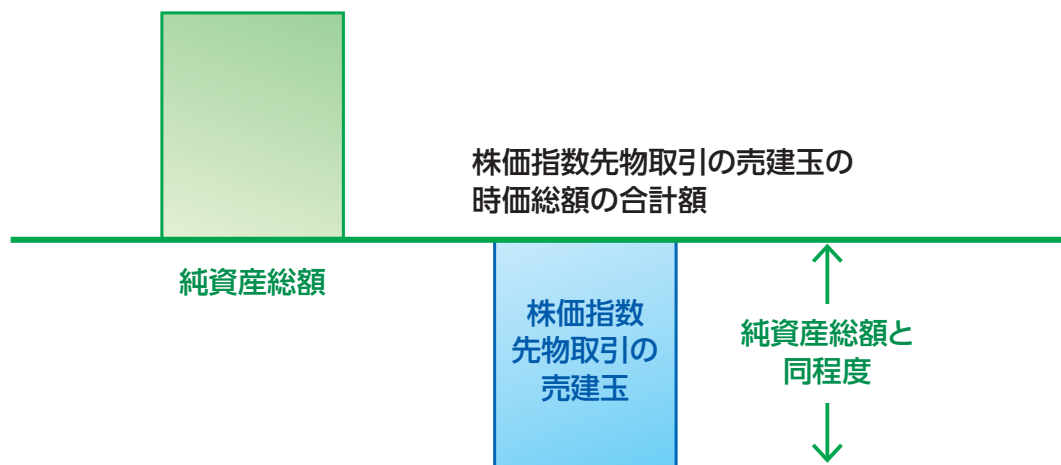 株価指数先物取引の売建玉の
時価総額の合計額
純資産総額
株価指数
先物取引の
売建玉
純資産総額と
同程度